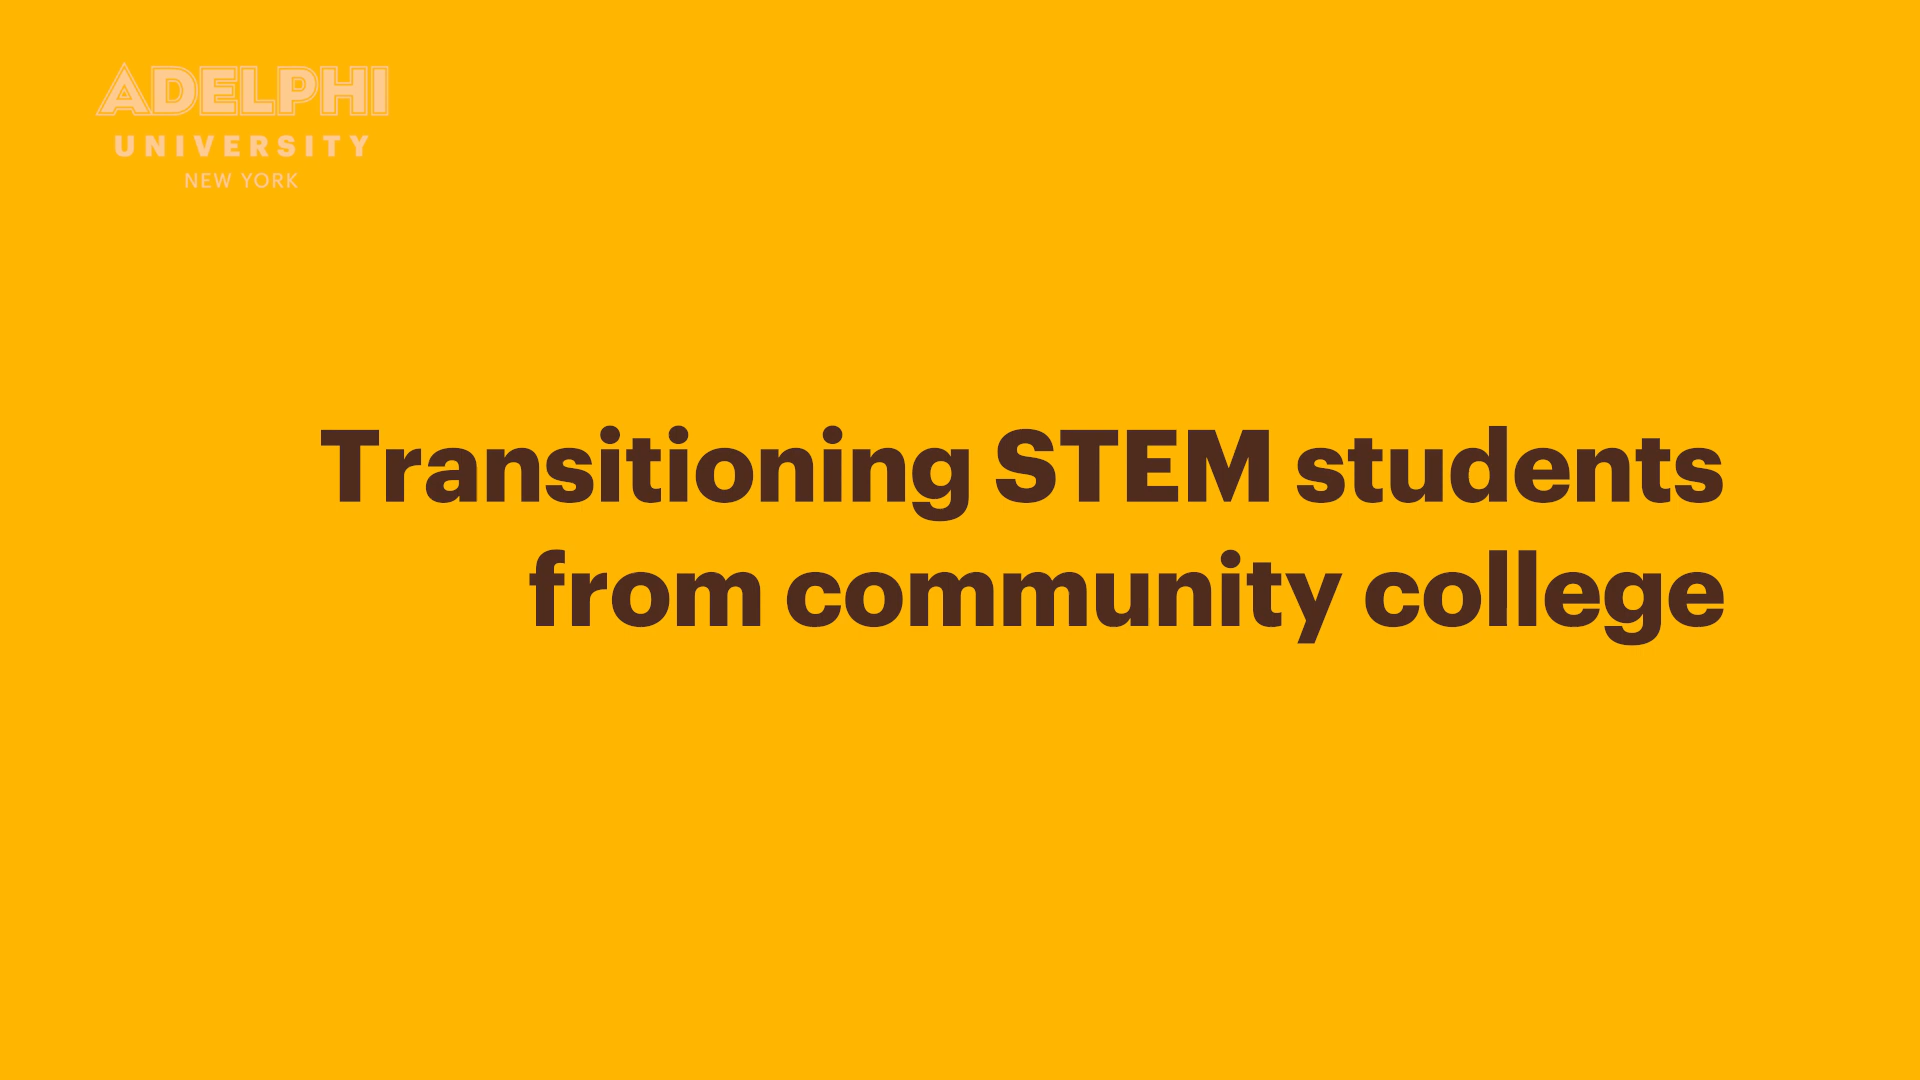 ADELPHI
UNIVERSITY
NEW YORK
Transitioning STEM students
from community college